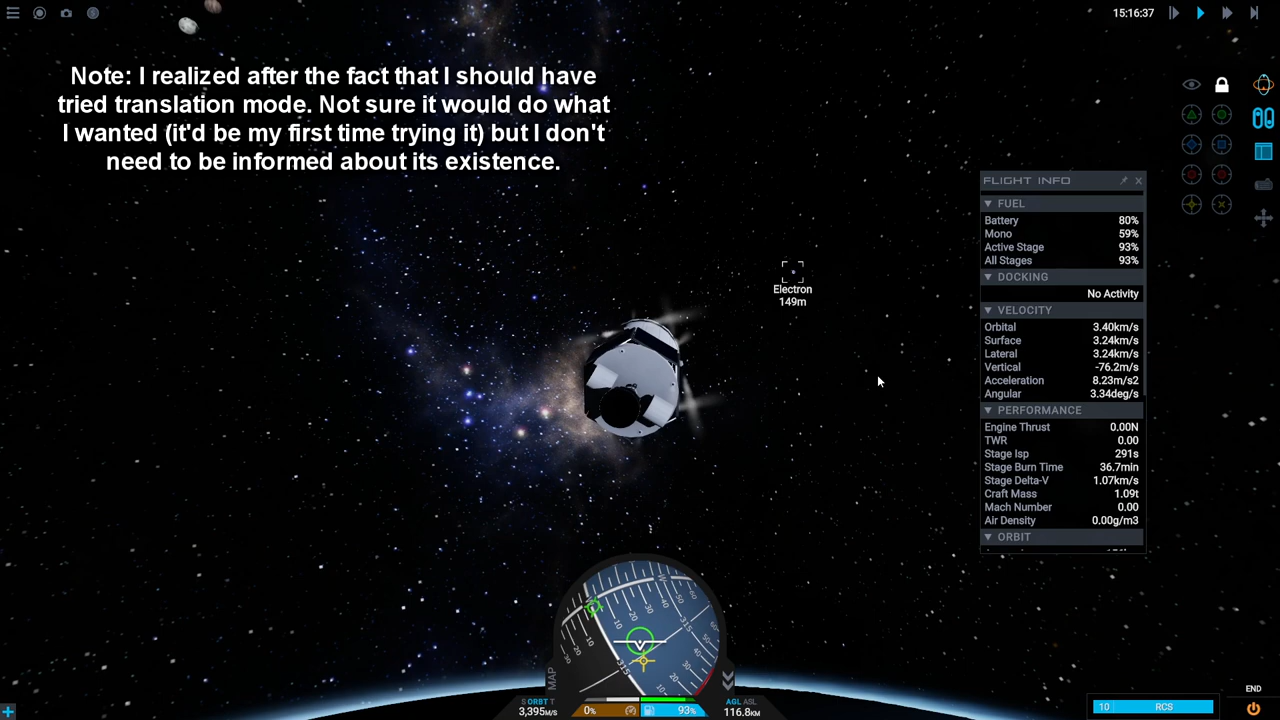 15:16:37
Note: I realized after the fact that I should have
tried translation mode. Not sure it would do what
I wanted (it'd be my first time trying it) but I don't
need to be informed about its existence.
Electron
149m
FLIGHT INFO
FUEL
Battery 80%
Mono 59%
Active Stage 93%
All Stages 93%
DOCKING
No Activity
VELOCITY
Orbital 3.40km/s
Surface 3.24km/s
Lateral 3.24km/s
Vertical -76.2m/s
Acceleration 8.23m/s2
Angular 3.34deg/s
PERFORMANCE
Engine Thrust 0.00N
TWR 0.00
Stage Isp 291s
Stage Burn Time 36.7min
Stage Delta-V 1.07km/s
Craft Mass 1.09t
Mach Number 0.00
Air Density 0.00g/m3
ORBIT
MAP
S ORBT T
3,395M/S
0%
93%
AGL ASL
116.8KM
10 RCS
END